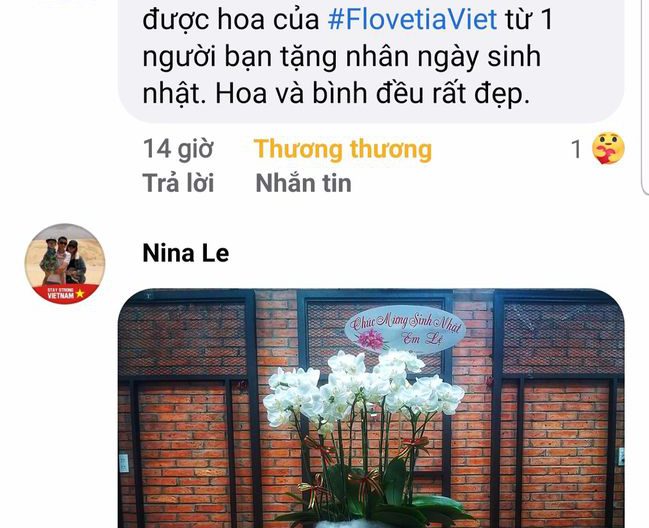 được hoa của #FlovetiaViet từ 1
người bạn tặng nhân ngày sinh
nhật. Hoa và bình đều rất đẹp.
14 giờ Thương thương 1
Trả lời Nhắn tin
Nina Le
STAY STRONG
VIETNAM
Chúc Mừng Sinh Nhật
Em Lê